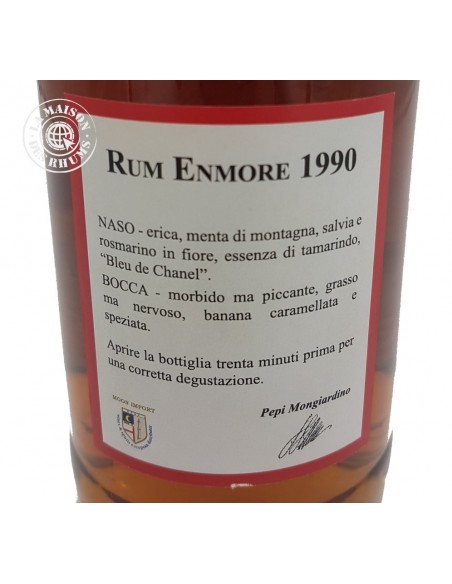 LA MAISON
DES RHUMS
RUM ENMORE 1990
NASO - erica, menta di montagna, salvia e
rosmarino in fiore, essenza di tamarindo,
“Bleu de Chanel”.
BOCCA - morbido ma piccante, grasso
ma nervoso, banana caramellata e
speziata.
Aprire la bottiglia trenta minuti prima per
una corretta degustazione.
Pepi Mongiardino
MOON IMPORT